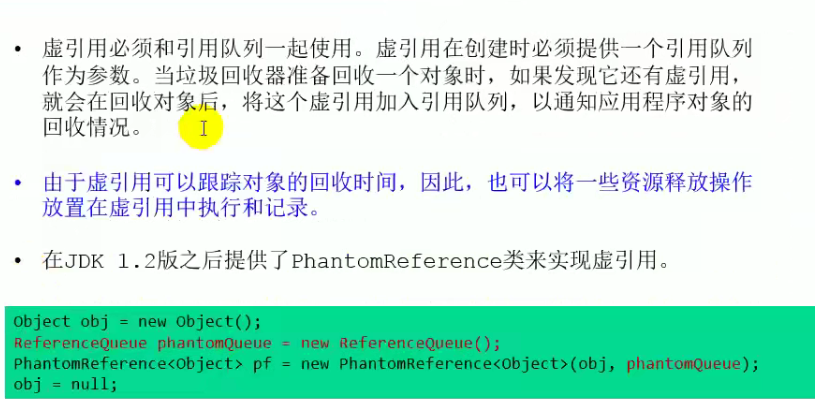 • 虚引用必须和引用队列一起使用。虚引用在创建时必须提供一个引用队列
作为参数。当垃圾回收器准备回收一个对象时，如果发现它还有虚引用，
就会在回收对象后，将这个虚引用加入引用队列，以通知应用程序对象的
回收情况。
• 由于虚引用可以跟踪对象的回收时间，因此，也可以将一些资源释放操作
放置在虚引用中执行和记录。
• 在JDK 1.2版之后提供了PhantomReference类来实现虚引用。
Object obj = new Object();
ReferenceQueue phantomQueue = new ReferenceQueue();
PhantomReference<Object> pf = new PhantomReference<Object>(obj, phantomQueue);
obj = null;